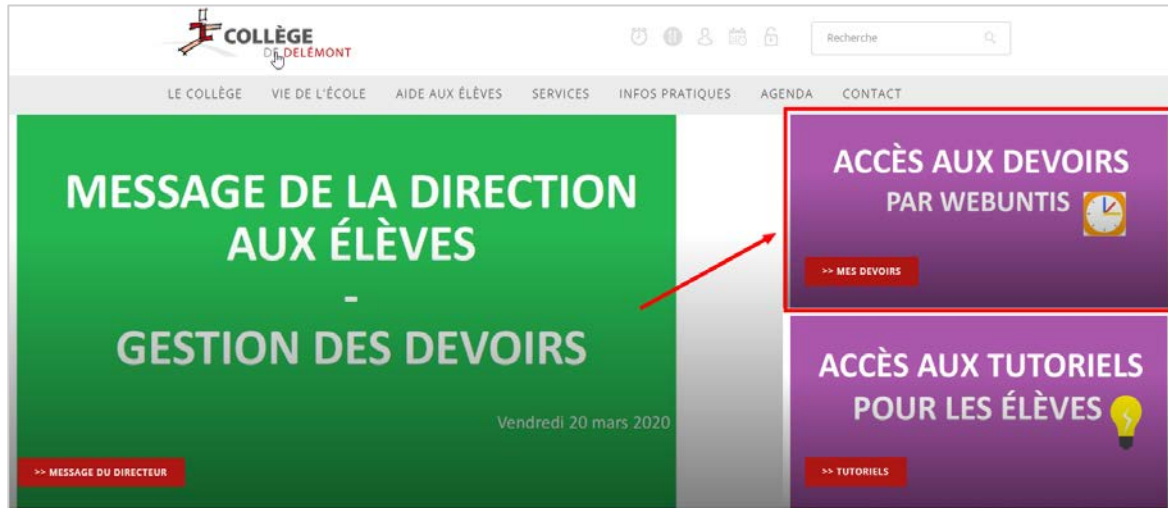 COLLÈGE
DE DELÉMONT
Recherche
LE COLLÈGE VIE DE L'ÉCOLE AIDE AUX ÉLÈVES SERVICES INFOS PRATIQUES AGENDA CONTACT
MESSAGE DE LA DIRECTION
AUX ÉLÈVES
-
GESTION DES DEVOIRS
Vendredi 20 mars 2020
>> MESSAGE DU DIRECTEUR
ACCÈS AUX DEVOIRS
PAR WEBUNTIS
>> MES DEVOIRS
ACCÈS AUX TUTORIELS
POUR LES ÉLÈVES
>> TUTORIELS